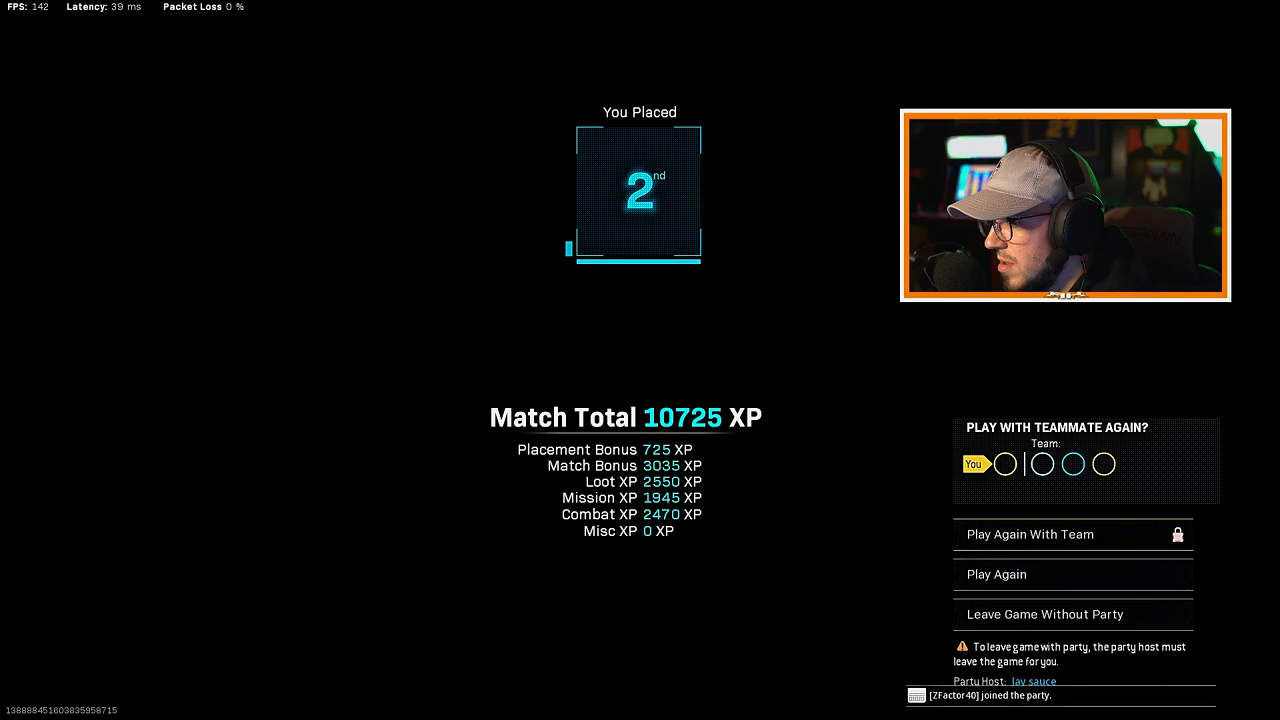 FPS: 142 Latency: 39 ms Packet Loss 0 %
You Placed
2nd
Match Total 10725 XP
Placement Bonus 725 XP
Match Bonus 3035 XP
Loot XP 2550 XP
Mission XP 1945 XP
Combat XP 2470 XP
Misc XP 0 XP
PLAY WITH TEAMMATE AGAIN?
Team:
You
Play Again With Team
Play Again
Leave Game Without Party
To leave game with party, the party host must
leave the game for you.
Party Host: Jay sauce
[ZFactor40] joined the party.
138888451603835958715